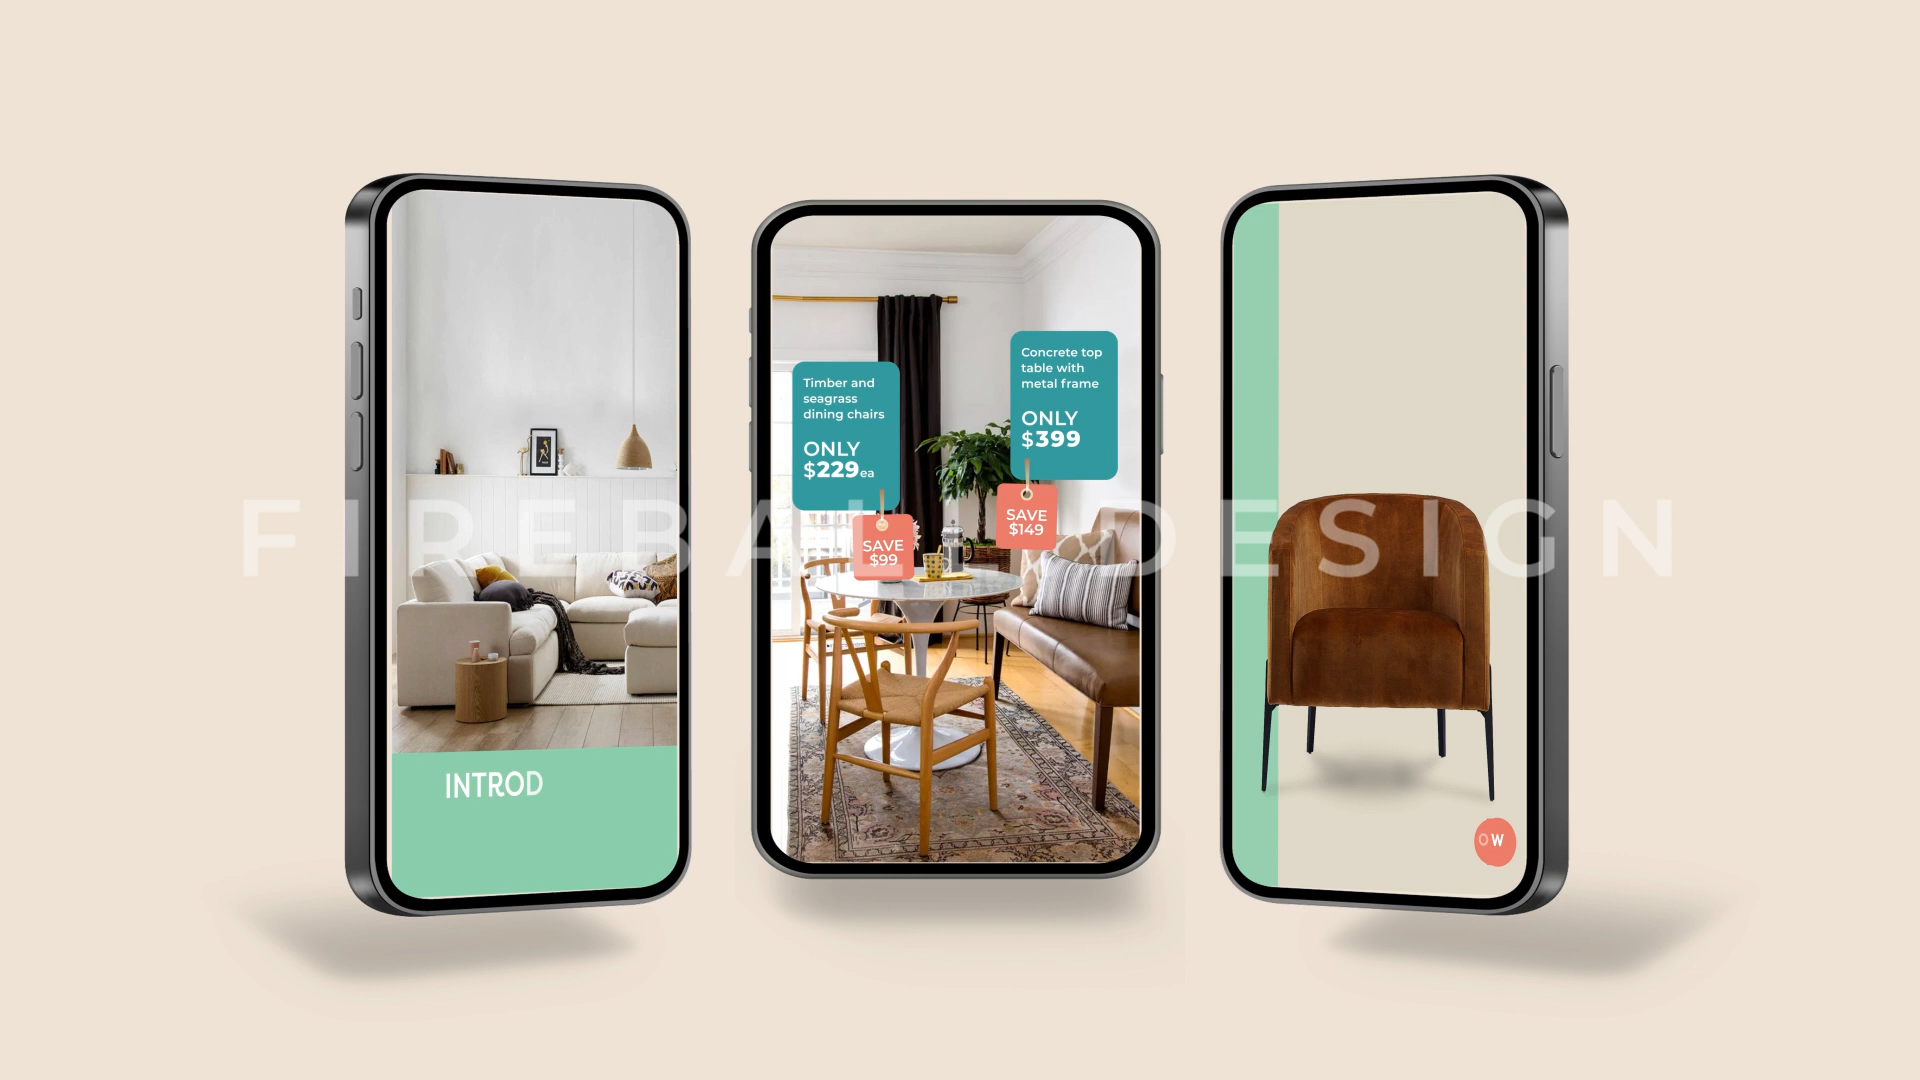 INTROD
Timber and
seagrass
dining chairs
ONLY
$229ea
SAVE
$99
Concrete top
table with
metal frame
ONLY
$399
SAVE
$149
OW
FIREBALL DESIGN